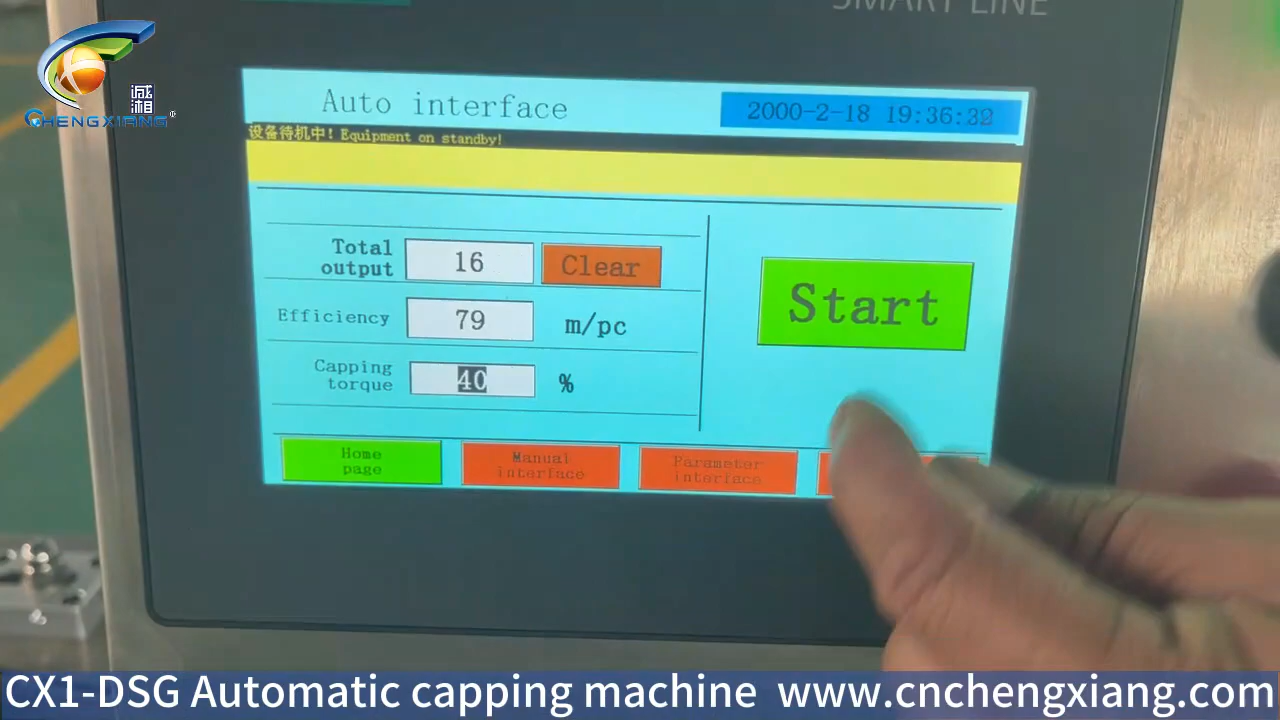 SMART LINE
诚湘
CHENGXIANG
Auto interface
2000-2-18 19:36:32
设备待机中! Equipment on standby!
Total output
16
Clear
Efficiency
79
m/pc
Capping torque
40
%
Start
Home page
Manual interface
Parameter interface
CX1-DSG Automatic capping machine www.cnchengxiang.com